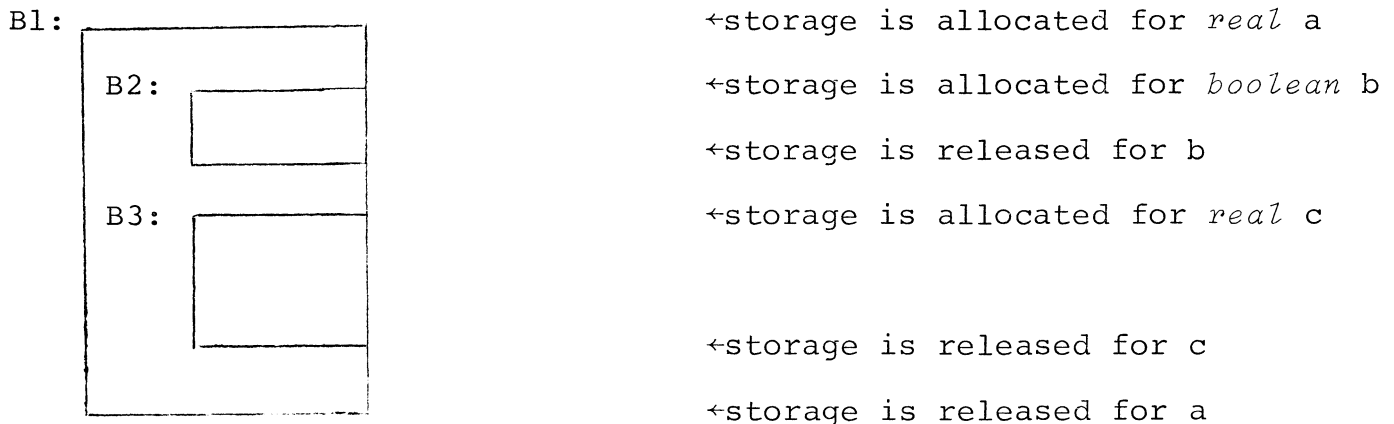 B1: ←storage is allocated for real a
B2: ←storage is allocated for boolean b
←storage is released for b
B3: ←storage is allocated for real c
←storage is released for c
←storage is released for a